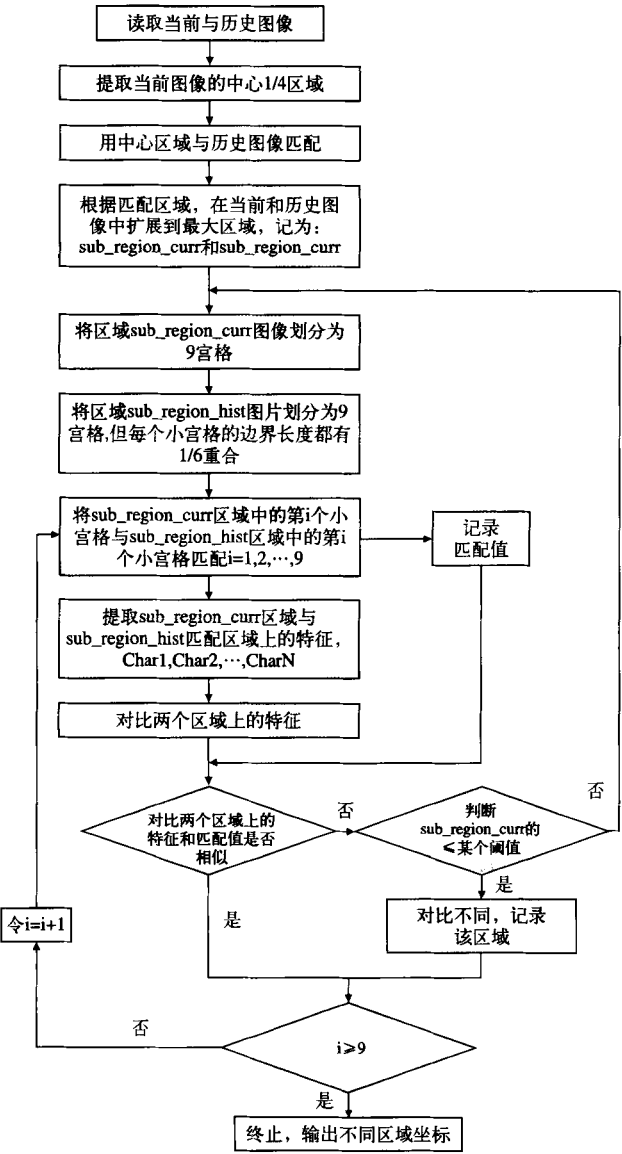 读取当前与历史图像
提取当前图像的中心1/4区域
用中心区域与历史图像匹配
根据匹配区域，在当前和历史图
像中扩展到最大区域，记为：
sub_region_curr和sub_region_curr
将区域sub_region_curr图像划分为
9宫格
将区域sub_region_hist图片划分为9
宫格,但每个小宫格的边界长度都有
1/6重合
将sub_region_curr区域中的第i个小
宫格与sub_region_hist区域中的第i
个小宫格匹配i=1,2,…,9
记录
匹配值
提取sub_region_curr区域与
sub_region_hist匹配区域上的特征，
Char1,Char2,…,CharN
对比两个区域上的特征
对比两个区域上的
特征和匹配值是否
相似
否
判断
sub_region_curr的
≤某个阈值
否
是
是
对比不同，记录
该区域
令i=i+1
否
i≥9
是
终止，输出不同区域坐标